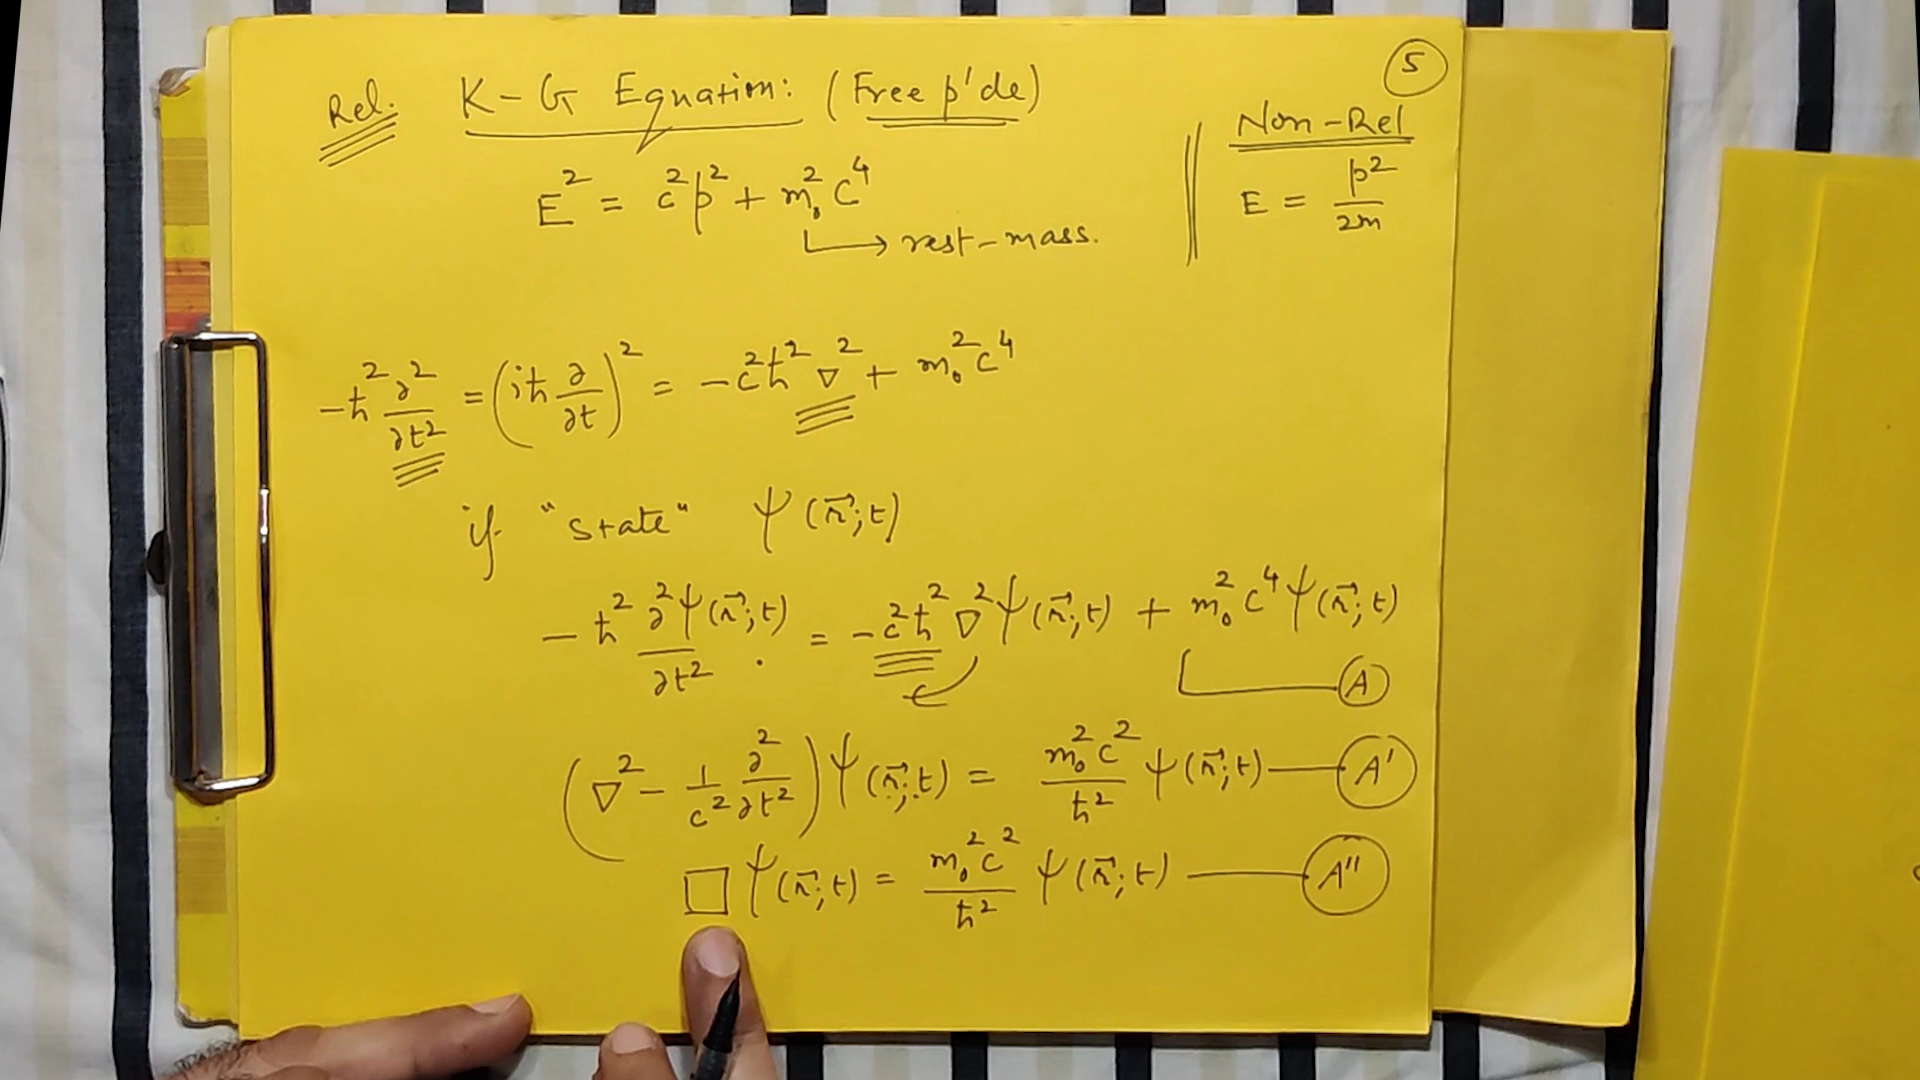 5
Rel. K-G Equation: (Free p'cle)
E² = c²p² + m₀²c⁴
→ rest-mass.
Non-Rel
E = p²/2m
-ħ² ∂²/∂t² = (iħ ∂/∂t)² = -c²ħ² ∇² + m₀²c⁴
if "state" ψ(r⃗;t)
-ħ² ∂²ψ(r⃗;t)/∂t² = -c²ħ² ∇²ψ(r⃗;t) + m₀²c⁴ψ(r⃗;t)
A
(∇² - 1/c² ∂²/∂t²)ψ(r⃗;t) = m₀²c²/ħ² ψ(r⃗;t) — A'
□ ψ(r⃗;t) = m₀²c²/ħ² ψ(r⃗;t) — A"